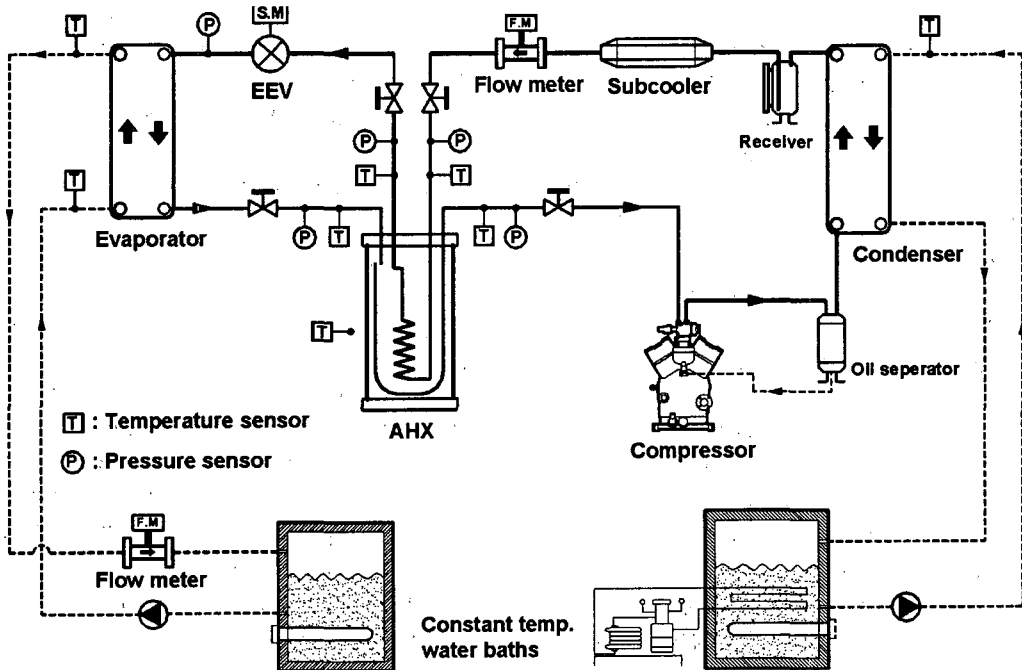 S.M
T
P
F.M
T
EEV
Flow meter
Subcooler
Receiver
P
P
T
T
T
Evaporator
P
T
T
P
Condenser
T
Oil seperator
T : Temperature sensor
AHX
Compressor
P : Pressure sensor
F.M
Flow meter
Constant temp.
water baths